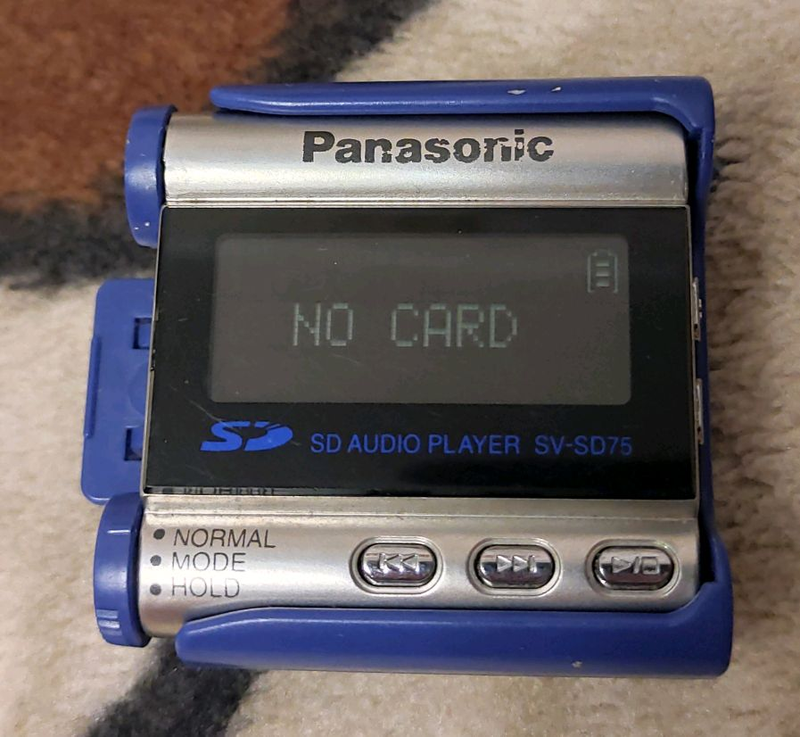 Panasonic
NO CARD
SD SD AUDIO PLAYER SV-SD75
NORMAL
MODE
HOLD